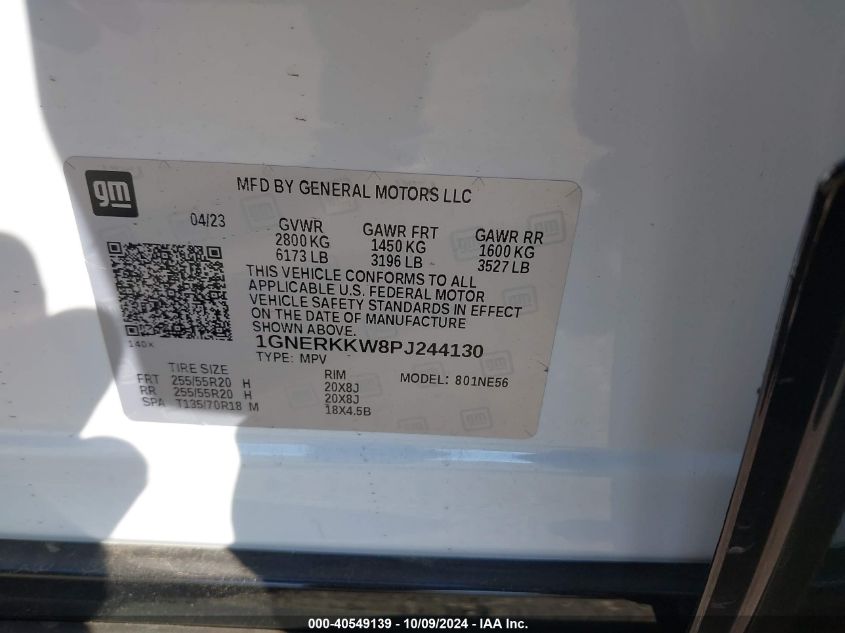 gm
MFD BY GENERAL MOTORS LLC
04/23
GVWR
2800 KG
6173 LB
GAWR FRT
1450 KG
3196 LB
GAWR RR
1600 KG
3527 LB
THIS VEHICLE CONFORMS TO ALL
APPLICABLE U.S. FEDERAL MOTOR
VEHICLE SAFETY STANDARDS IN EFFECT
ON THE DATE OF MANUFACTURE
SHOWN ABOVE.
140X
1GNERKKW8PJ244130
TYPE: MPV
TIRE SIZE RIM MODEL: 801NE56
FRT 255/55R20 H 20X8J
RR 255/55R20 H 20X8J
SPA T135/70R18 M 18X4.5B
000-40549139 - 10/09/2024 - IAA Inc.